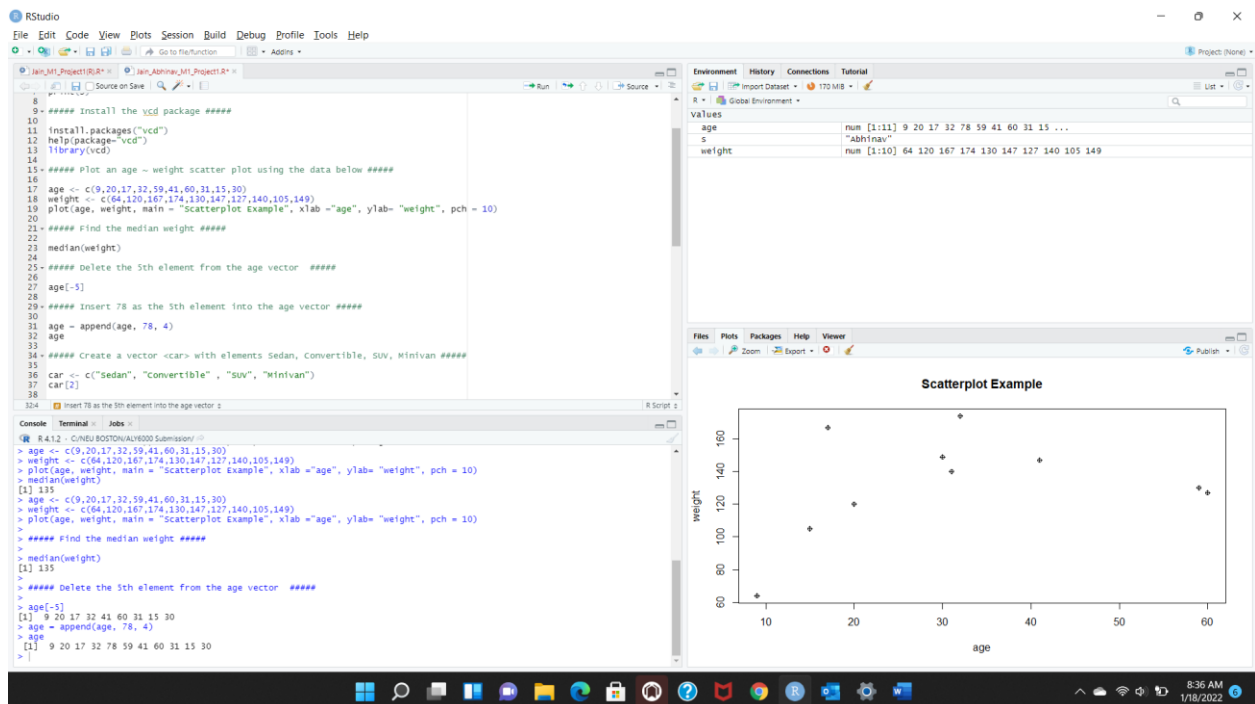 RStudio
File Edit Code View Plots Session Build Debug Profile Tools Help
Go to file/function Addins
Project: (None)
Jain_M1_Project1(R).R* Jain_Abhinav_M1_Project1.R*
Source on Save Run Source
8
9 ##### Install the vcd package #####
10
11 install.packages("vcd")
12 help(package="vcd")
13 library(vcd)
14
15 ##### Plot an age ~ weight scatter plot using the data below #####
16
17 age <- c(9,20,17,32,59,41,60,31,15,30)
18 weight <- c(64,120,167,174,130,147,127,140,105,149)
19 plot(age, weight, main = "Scatterplot Example", xlab ="age", ylab= "weight", pch = 10)
20
21 ##### Find the median weight #####
22
23 median(weight)
24
25 ##### Delete the 5th element from the age vector #####
26
27 age[-5]
28
29 ##### Insert 78 as the 5th element into the age vector #####
30
31 age = append(age, 78, 4)
32 age
33
34 ##### Create a vector <car> with elements Sedan, Convertible, SUV, Minivan #####
35
36 car <- c("Sedan", "Convertible" , "SUV", "Minivan")
37 car[2]
38
32:4 Insert 78 as the 5th element into the age vector R Script
Console Terminal Jobs
R 4.1.2 · C:/NEU BOSTON/ALY6000 Submission/
> age <- c(9,20,17,32,59,41,60,31,15,30)
> weight <- c(64,120,167,174,130,147,127,140,105,149)
> plot(age, weight, main = "Scatterplot Example", xlab ="age", ylab= "weight", pch = 10)
> median(weight)
[1] 135
> age <- c(9,20,17,32,59,41,60,31,15,30)
> weight <- c(64,120,167,174,130,147,127,140,105,149)
> plot(age, weight, main = "Scatterplot Example", xlab ="age", ylab= "weight", pch = 10)
>
> ##### Find the median weight #####
>
> median(weight)
[1] 135
>
> ##### Delete the 5th element from the age vector #####
>
> age[-5]
[1] 9 20 17 32 41 60 31 15 30
> age = append(age, 78, 4)
> age
[1] 9 20 17 32 78 59 41 60 31 15 30
>
Environment History Connections Tutorial
Import Dataset 170 MiB List
R Global Environment
values
age num [1:11] 9 20 17 32 78 59 41 60 31 15 ...
s "Abhinav"
weight num [1:10] 64 120 167 174 130 147 127 140 105 149
Files Plots Packages Help Viewer
Zoom Export Publish
Scatterplot Example
weight
160
140
120
100
80
60
10 20 30 40 50 60
age
8:36 AM
1/18/2022
6